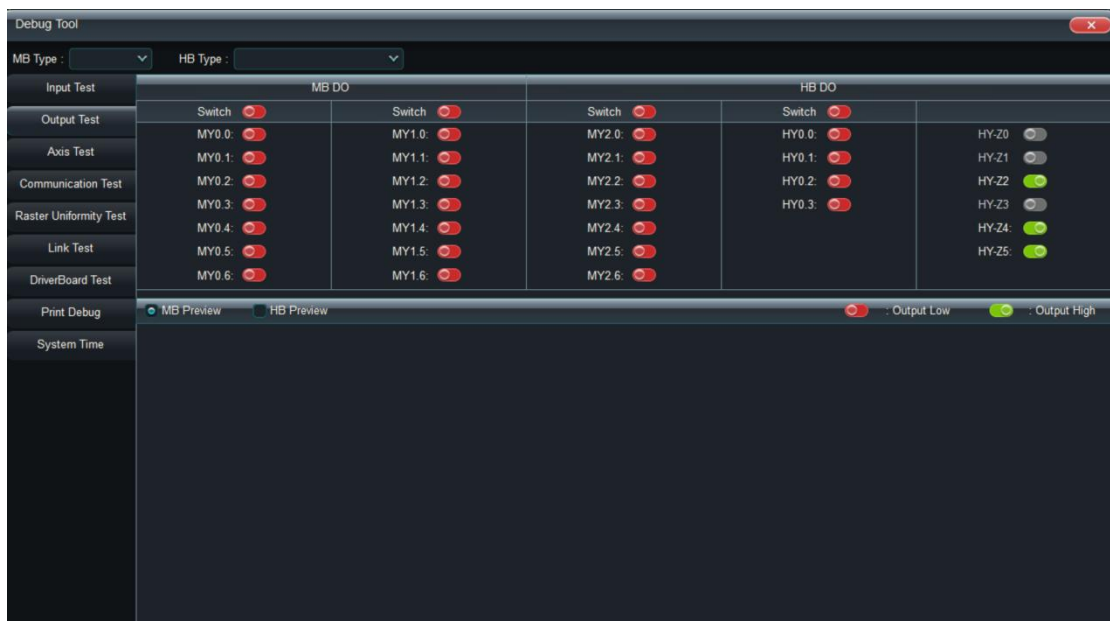 Debug Tool
MB Type : HB Type :
Input Test
Output Test
Axis Test
Communication Test
Raster Uniformity Test
Link Test
DriverBoard Test
Print Debug
System Time
MB DO HB DO
Switch Switch Switch Switch
MY0.0: MY1.0: MY2.0: HY0.0: HY-Z0
MY0.1: MY1.1: MY2.1: HY0.1: HY-Z1
MY0.2: MY1.2: MY2.2: HY0.2: HY-Z2
MY0.3: MY1.3: MY2.3: HY0.3: HY-Z3
MY0.4: MY1.4: MY2.4: HY-Z4:
MY0.5: MY1.5: MY2.5: HY-Z5:
MY0.6: MY1.6: MY2.6:
MB Preview HB Preview : Output Low : Output High